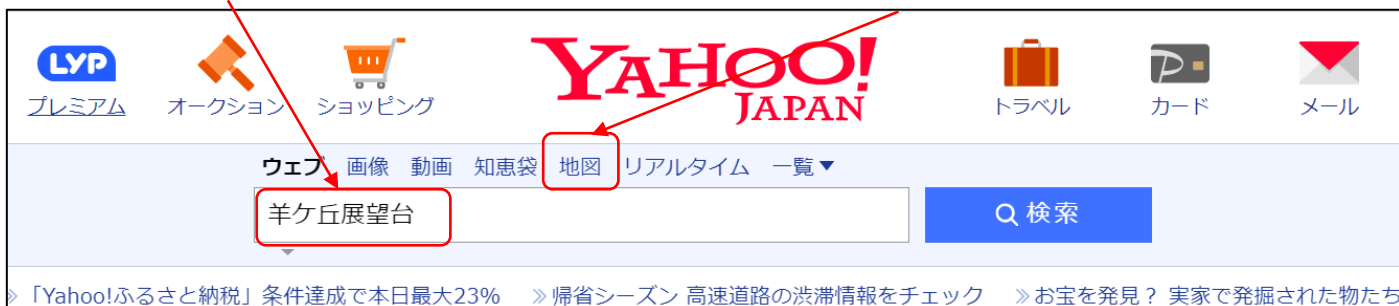 LYP
YAHOO!
JAPAN
プレミアム オークション ショッピング トラベル カード メール
ウェブ 画像 動画 知恵袋 地図 リアルタイム 一覧▼
羊ケ丘展望台 検索
»「Yahoo!ふるさと納税」条件達成で本日最大23% »帰省シーズン 高速道路の渋滞情報をチェック »お宝を発見? 実家で発掘された物たち